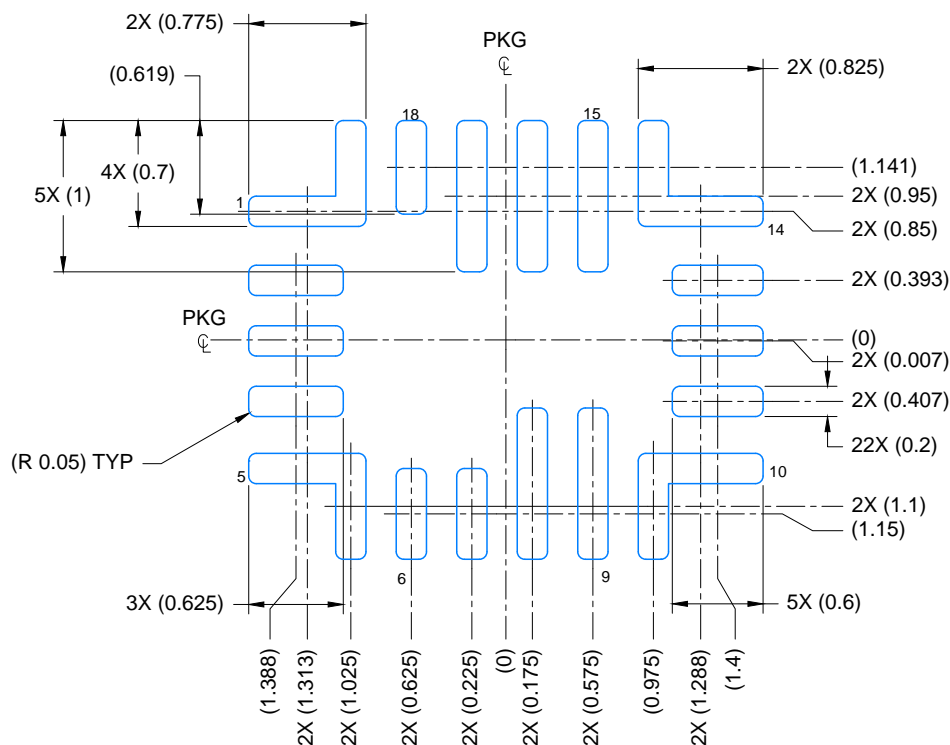 2X (0.775)
PKG
℄
(0.619)
2X (0.825)
18
15
4X (0.7)
(1.141)
5X (1)
1
2X (0.95)
14
2X (0.85)
2X (0.393)
PKG
℄
(0)
2X (0.007)
2X (0.407)
22X (0.2)
(R 0.05) TYP
5
10
2X (1.1)
(1.15)
6
9
3X (0.625)
5X (0.6)
(1.388)
2X (1.313)
2X (1.025)
2X (0.625)
2X (0.225)
(0)
2X (0.175)
2X (0.575)
(0.975)
2X (1.288)
(1.4)